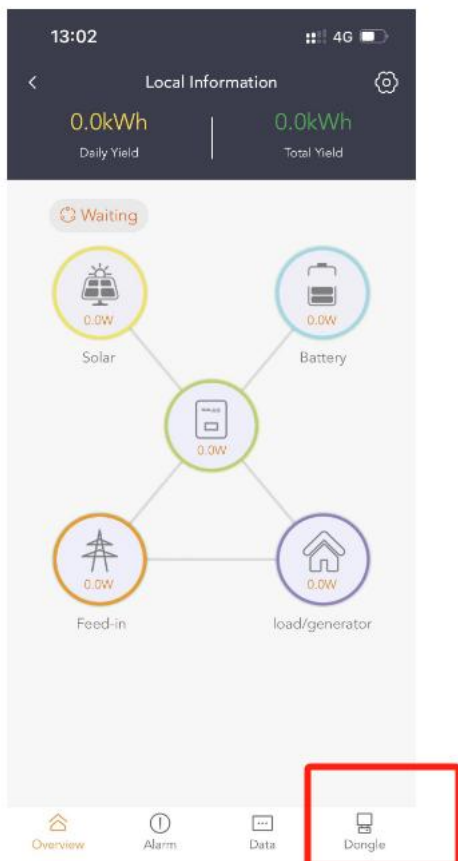 13:02
4G
Local Information
0.0kWh
0.0kWh
Daily Yield
Total Yield
Waiting
0.0W
0.0W
Solar
Battery
0.0W
0.0W
0.0W
Feed-in
load/generator
Overview
Alarm
Data
Dongle